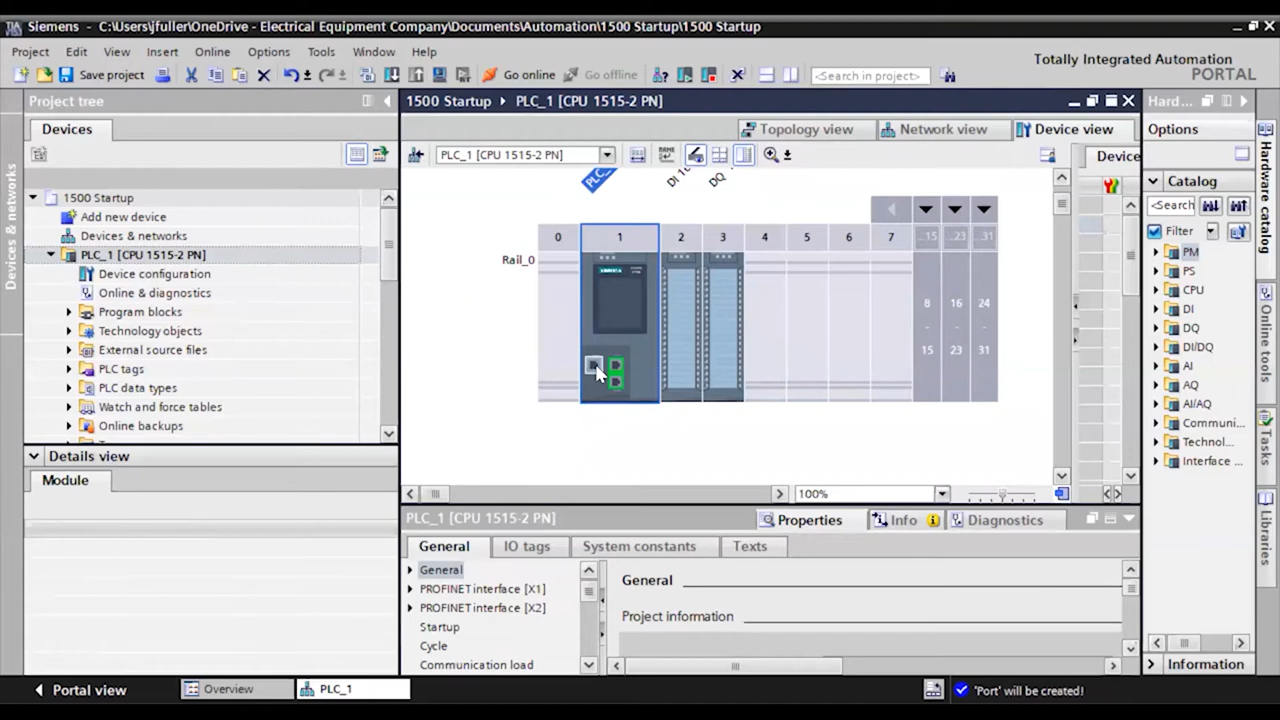 Siemens - C:\Users\jfuller\OneDrive - Electrical Equipment Company\Documents\Automation\1500 Startup\1500 Startup
Project Edit View Insert Online Options Tools Window Help
Totally Integrated Automation
PORTAL
Save project Go online Go offline <Search in project>
Project tree
1500 Startup PLC_1 [CPU 1515-2 PN]
Hard...
Devices
Topology view Network view Device view
Options
PLC_1 [CPU 1515-2 PN]
Device
Catalog
<Search
Filter
Devices & networks
1500 Startup
Add new device
Devices & networks
PLC_1 [CPU 1515-2 PN]
Device configuration
Online & diagnostics
Program blocks
Technology objects
External source files
PLC tags
PLC data types
Watch and force tables
Online backups
PLC_
DQ
0 1 2 3 4 5 6 7 ...15 ...23 ...31
Rail_0
SIEMENS
8 16 24
- - -
15 23 31
PM
PS
CPU
DI
DQ
DI/DQ
AI
AQ
AI/AQ
Communi...
Technol...
Interface ...
Hardware catalog
Online tools
Tasks
Libraries
100%
Details view
Module
PLC_1 [CPU 1515-2 PN]
Properties Info Diagnostics
General IO tags System constants Texts
General
PROFINET interface [X1]
PROFINET interface [X2]
Startup
Cycle
Communication load
General
Project information
Information
Portal view Overview PLC_1
'Port' will be created!